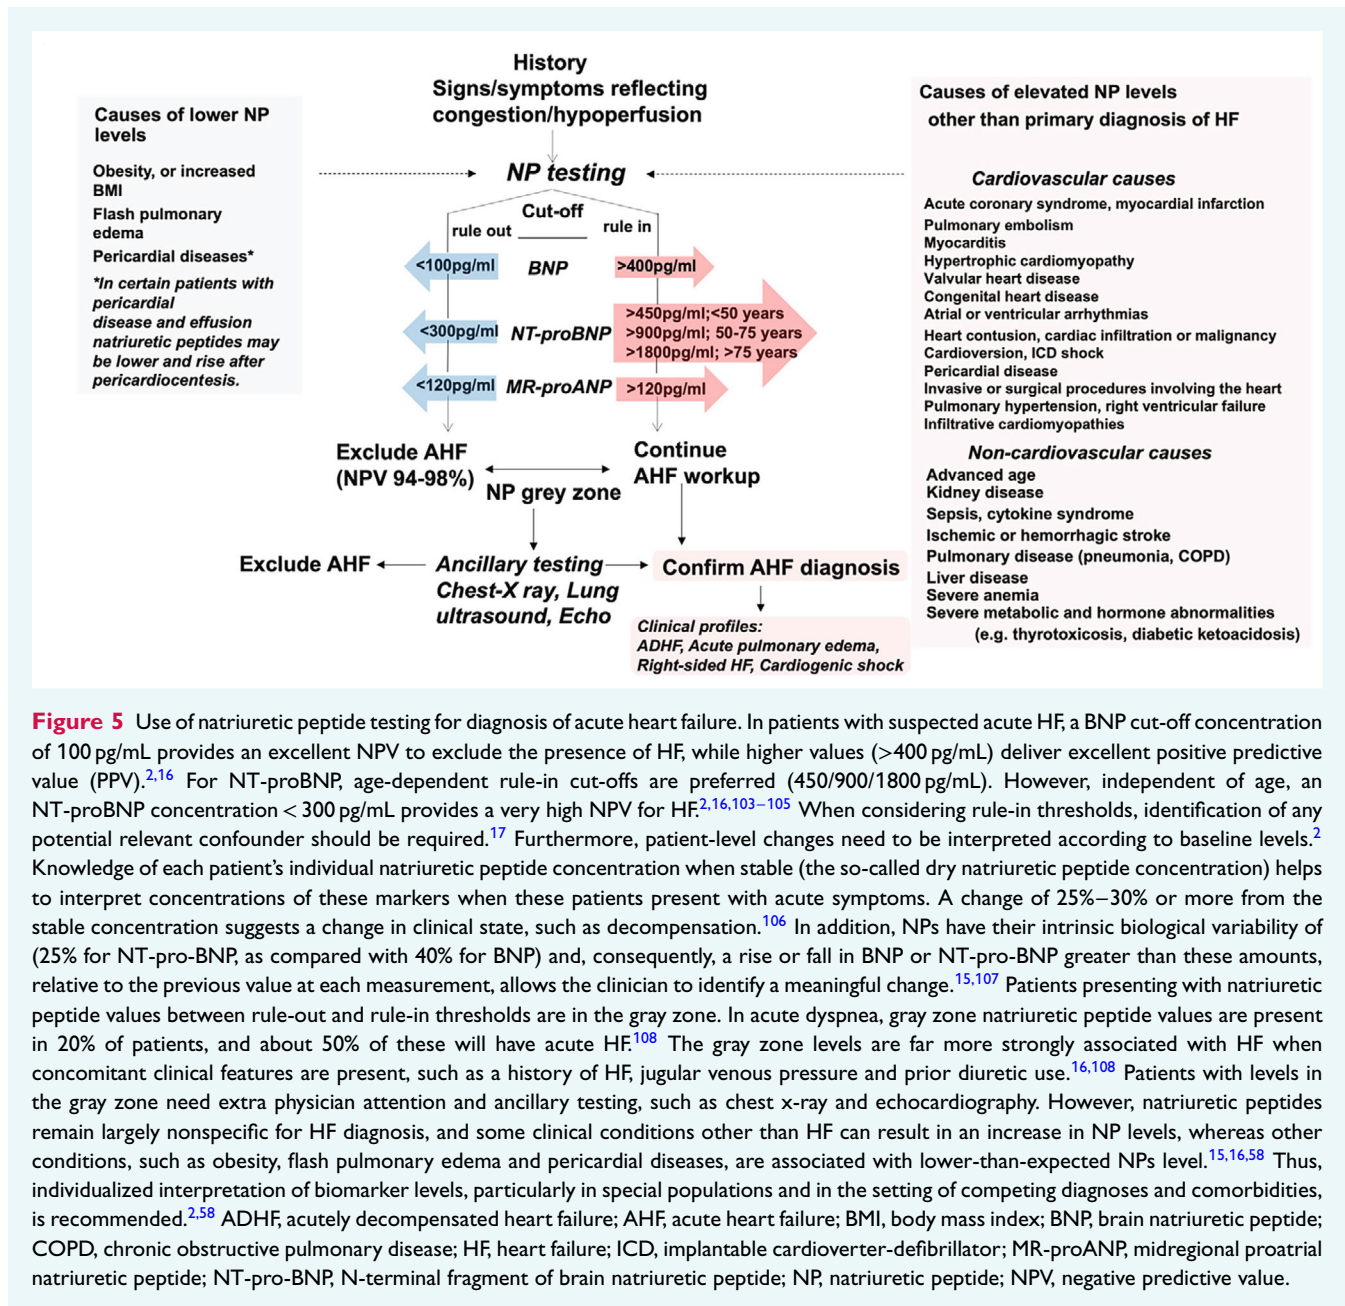 History
Signs/symptoms reflecting
congestion/hypoperfusion
Causes of lower NP
levels
Obesity, or increased
BMI
Flash pulmonary
edema
Pericardial diseases*
*In certain patients with
pericardial
disease and effusion
natriuretic peptides may
be lower and rise after
pericardiocentesis.
NP testing
Cut-off
rule out
rule in
<100pg/ml
BNP
>400pg/ml
<300pg/ml
NT-proBNP
>450pg/ml;<50 years
>900pg/ml; 50-75 years
>1800pg/ml; >75 years
<120pg/ml
MR-proANP
>120pg/ml
Exclude AHF
(NPV 94-98%)
NP grey zone
Continue
AHF workup
Exclude AHF
Ancillary testing
Chest-X ray, Lung
ultrasound, Echo
Confirm AHF diagnosis
Clinical profiles:
ADHF, Acute pulmonary edema,
Right-sided HF, Cardiogenic shock
Causes of elevated NP levels
other than primary diagnosis of HF
Cardiovascular causes
Acute coronary syndrome, myocardial infarction
Pulmonary embolism
Myocarditis
Hypertrophic cardiomyopathy
Valvular heart disease
Congenital heart disease
Atrial or ventricular arrhythmias
Heart contusion, cardiac infiltration or malignancy
Cardioversion, ICD shock
Pericardial disease
Invasive or surgical procedures involving the heart
Pulmonary hypertension, right ventricular failure
Infiltrative cardiomyopathies
Non-cardiovascular causes
Advanced age
Kidney disease
Sepsis, cytokine syndrome
Ischemic or hemorrhagic stroke
Pulmonary disease (pneumonia, COPD)
Liver disease
Severe anemia
Severe metabolic and hormone abnormalities
(e.g. thyrotoxicosis, diabetic ketoacidosis)
Figure 5 Use of natriuretic peptide testing for diagnosis of acute heart failure. In patients with suspected acute HF, a BNP cut-off concentration
of 100 pg/mL provides an excellent NPV to exclude the presence of HF, while higher values (>400 pg/mL) deliver excellent positive predictive
value (PPV).2,16 For NT-proBNP, age-dependent rule-in cut-offs are preferred (450/900/1800 pg/mL). However, independent of age, an
NT-proBNP concentration < 300 pg/mL provides a very high NPV for HF.2,16,103–105 When considering rule-in thresholds, identification of any
potential relevant confounder should be required.17 Furthermore, patient-level changes need to be interpreted according to baseline levels.2
Knowledge of each patient's individual natriuretic peptide concentration when stable (the so-called dry natriuretic peptide concentration) helps
to interpret concentrations of these markers when these patients present with acute symptoms. A change of 25%–30% or more from the
stable concentration suggests a change in clinical state, such as decompensation.106 In addition, NPs have their intrinsic biological variability of
(25% for NT-pro-BNP, as compared with 40% for BNP) and, consequently, a rise or fall in BNP or NT-pro-BNP greater than these amounts,
relative to the previous value at each measurement, allows the clinician to identify a meaningful change.15,107 Patients presenting with natriuretic
peptide values between rule-out and rule-in thresholds are in the gray zone. In acute dyspnea, gray zone natriuretic peptide values are present
in 20% of patients, and about 50% of these will have acute HF.108 The gray zone levels are far more strongly associated with HF when
concomitant clinical features are present, such as a history of HF, jugular venous pressure and prior diuretic use.16,108 Patients with levels in
the gray zone need extra physician attention and ancillary testing, such as chest x-ray and echocardiography. However, natriuretic peptides
remain largely nonspecific for HF diagnosis, and some clinical conditions other than HF can result in an increase in NP levels, whereas other
conditions, such as obesity, flash pulmonary edema and pericardial diseases, are associated with lower-than-expected NPs level.15,16,58 Thus,
individualized interpretation of biomarker levels, particularly in special populations and in the setting of competing diagnoses and comorbidities,
is recommended.2,58 ADHF, acutely decompensated heart failure; AHF, acute heart failure; BMI, body mass index; BNP, brain natriuretic peptide;
COPD, chronic obstructive pulmonary disease; HF, heart failure; ICD, implantable cardioverter-defibrillator; MR-proANP, midregional proatrial
natriuretic peptide; NT-pro-BNP, N-terminal fragment of brain natriuretic peptide; NP, natriuretic peptide; NPV, negative predictive value.